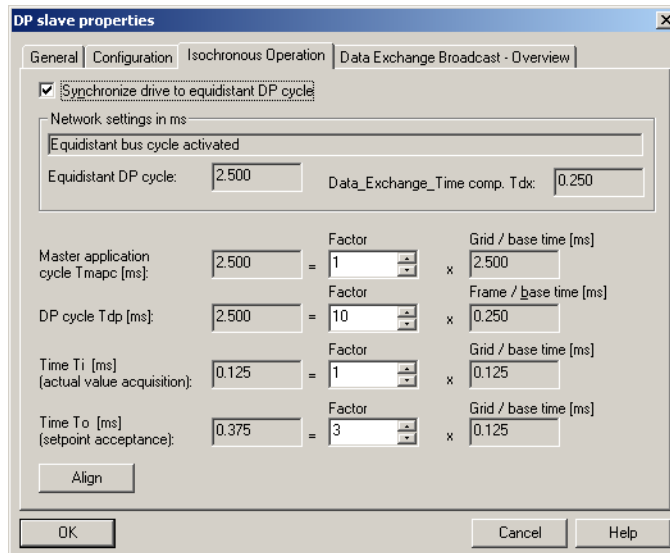 DP slave properties
General Configuration Isochronous Operation Data Exchange Broadcast - Overview
Synchronize drive to equidistant DP cycle
Network settings in ms
Equidistant bus cycle activated
Equidistant DP cycle: 2.500 Data_Exchange_Time comp. Tdx: 0.250
Factor Grid / base time [ms]
Master application
cycle Tmapc [ms]: 2.500 = 1 x 2.500
Factor Frame / base time [ms]
DP cycle Tdp [ms]: 2.500 = 10 x 0.250
Factor Grid / base time [ms]
Time Ti [ms]
(actual value acquisition): 0.125 = 1 x 0.125
Factor Grid / base time [ms]
Time To [ms]
(setpoint acceptance): 0.375 = 3 x 0.125
Align
OK Cancel Help